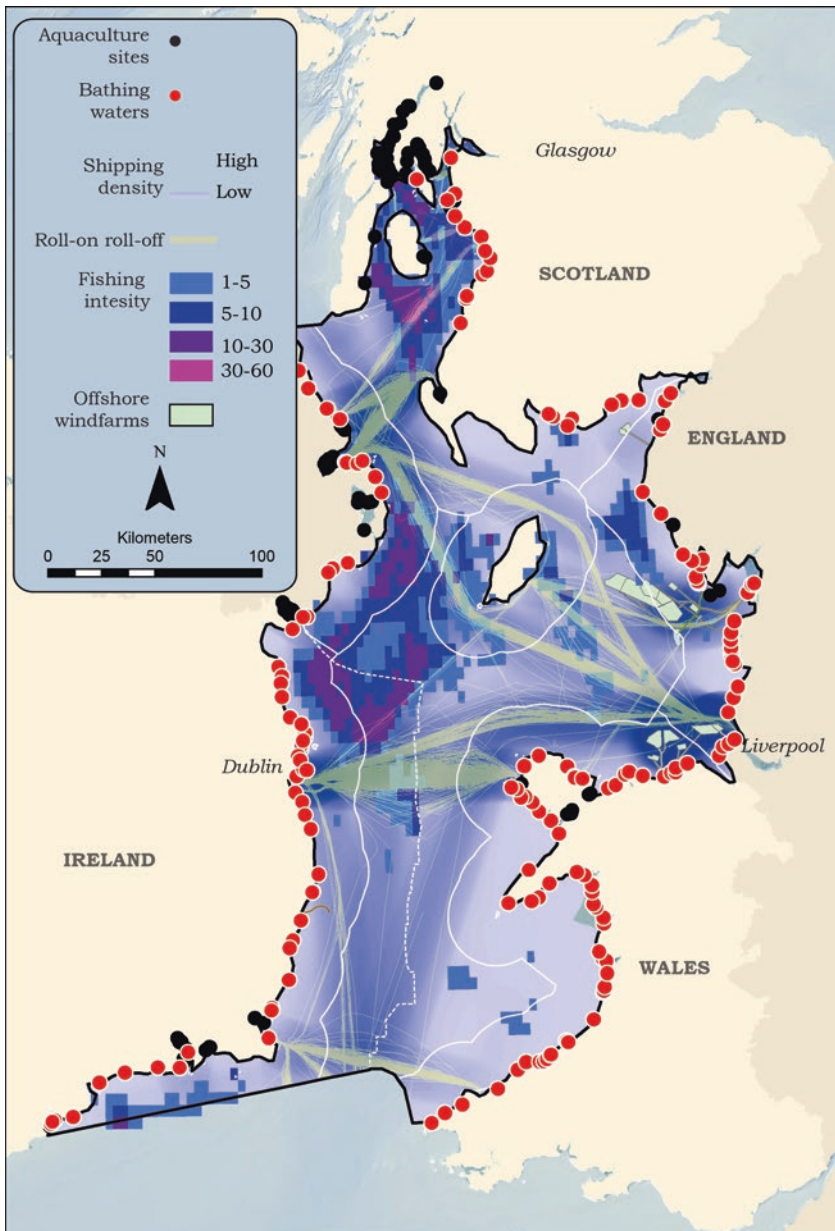 Aquaculture
sites
Bathing
waters
Shipping
density
High
Low
Roll-on roll-off
Fishing
intesity
1-5
5-10
10-30
30-60
Offshore
windfarms
N
Kilometers
0 25 50 100
Glasgow
SCOTLAND
ENGLAND
Dublin
Liverpool
IRELAND
WALES